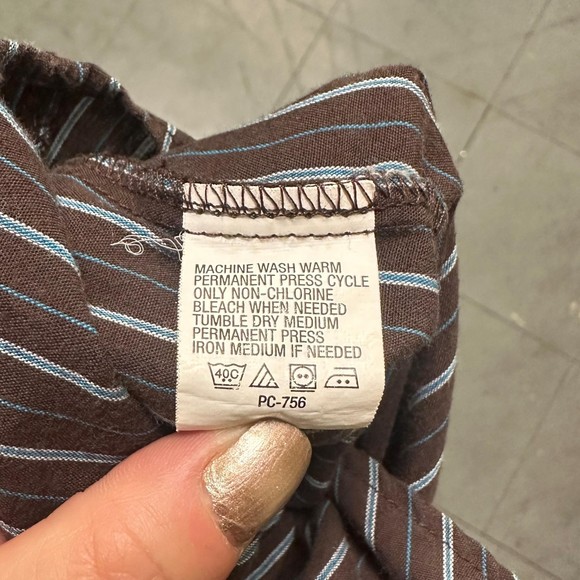 MACHINE WASH WARM
PERMANENT PRESS CYCLE
ONLY NON-CHLORINE
BLEACH WHEN NEEDED
TUMBLE DRY MEDIUM
PERMANENT PRESS
IRON MEDIUM IF NEEDED
40C
PC-756